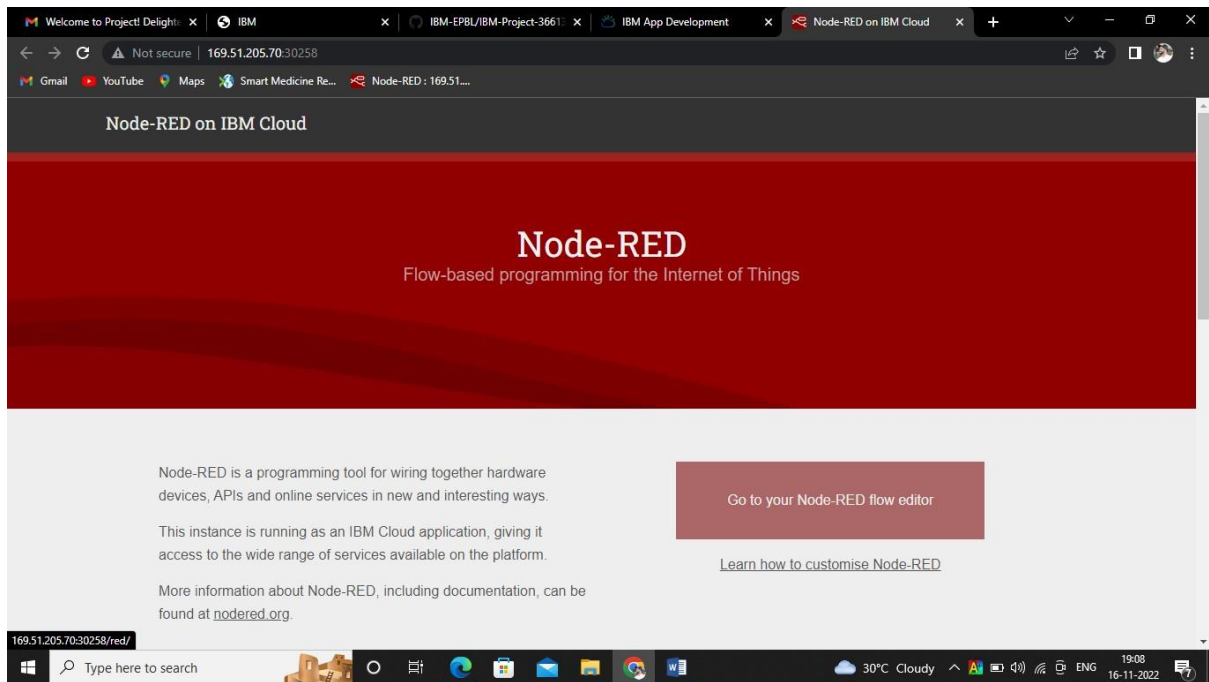 Welcome to Project! Delight
IBM
IBM-EPBL/IBM-Project-3661
IBM App Development
Node-RED on IBM Cloud
Not secure | 169.51.205.70:30258
Gmail YouTube Maps Smart Medicine Re... Node-RED : 169.51....
Node-RED on IBM Cloud
Node-RED
Flow-based programming for the Internet of Things
Node-RED is a programming tool for wiring together hardware
devices, APIs and online services in new and interesting ways.
This instance is running as an IBM Cloud application, giving it
access to the wide range of services available on the platform.
More information about Node-RED, including documentation, can be
found at nodered.org.
Go to your Node-RED flow editor
Learn how to customise Node-RED
169.51.205.70:30258/red/
Type here to search
30°C Cloudy
ENG
19:08
16-11-2022
7